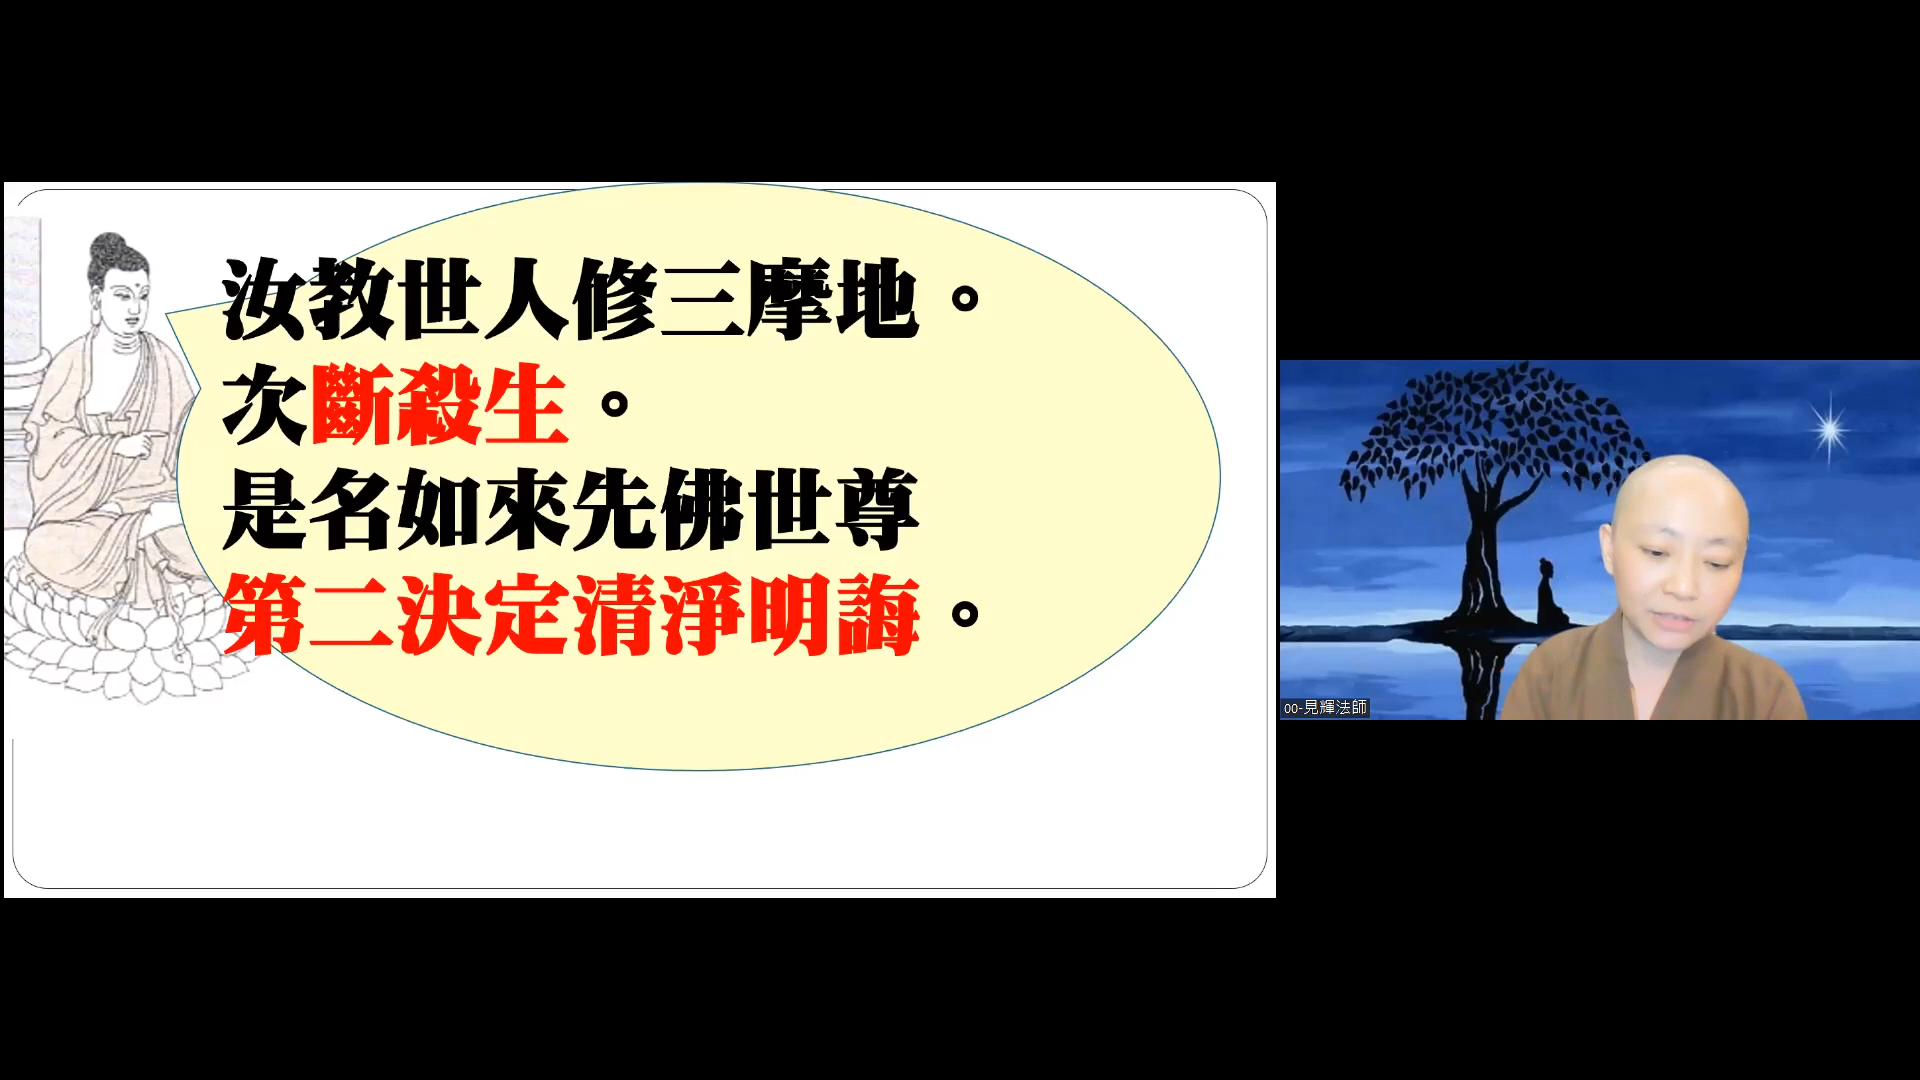 汝教世人修三摩地。
次斷殺生。
是名如來先佛世尊
第二決定清淨明誨。
00-見輝法師